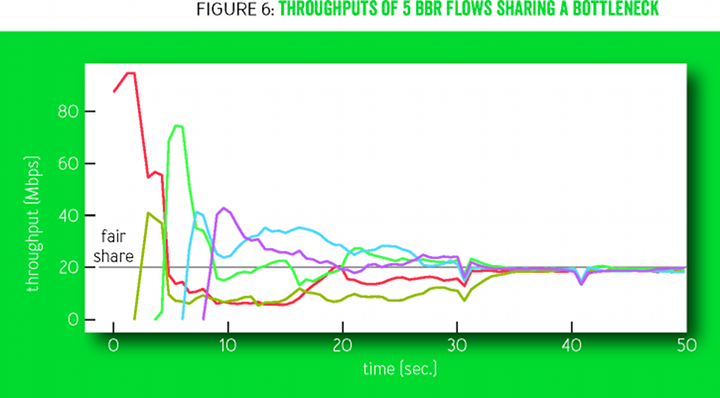 FIGURE 6: THROUGHPUTS OF 5 BBR FLOWS SHARING A BOTTLENECK
throughput (Mbps)
80
60
40
fair
share
20
0
0 10 20 30 40 50
time (sec.)